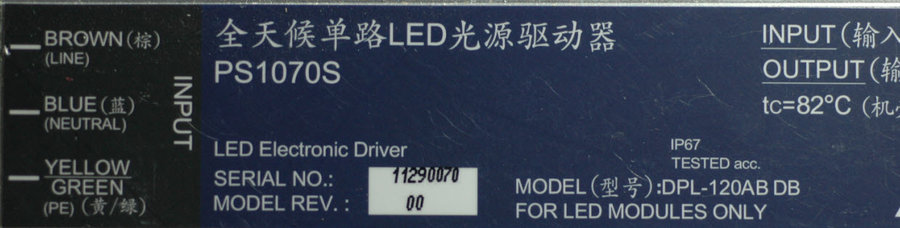 BROWN(棕)
(LINE)
BLUE(蓝)
(NEUTRAL)
YELLOW
GREEN
(PE)(黄/绿)
INPUT
全天候单路LED光源驱动器
PS1070S
LED Electronic Driver
SERIAL NO.: 11290070
MODEL REV. : 00
INPUT(输入
OUTPUT(输
tc=82°C (机壳
IP67
TESTED acc.
MODEL(型号):DPL-120AB DB
FOR LED MODULES ONLY